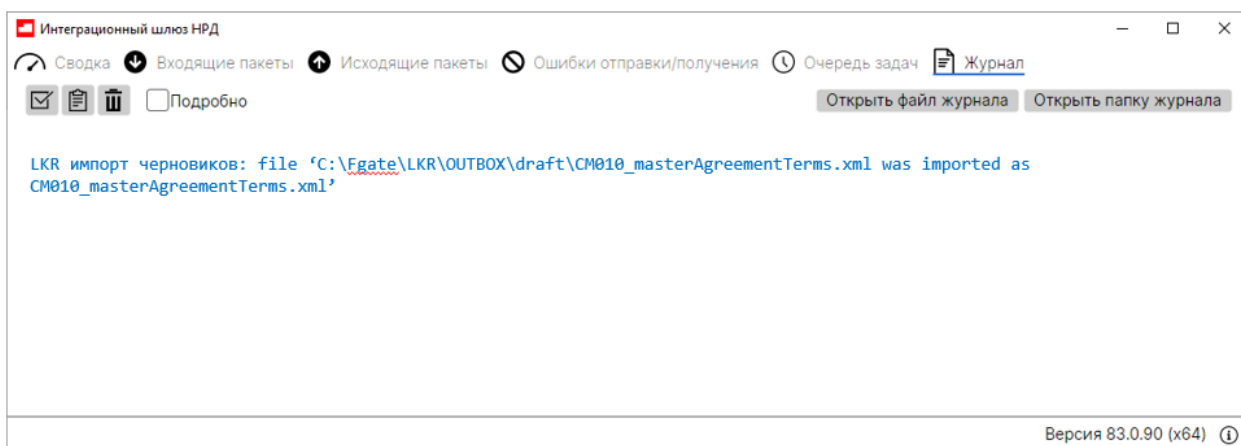 Интеграционный шлюз НРД
Сводка Входящие пакеты Исходящие пакеты Ошибки отправки/получения Очередь задач Журнал
Подробно Открыть файл журнала Открыть папку журнала
LKR импорт черновиков: file ‘C:\Fgate\LKR\OUTBOX\draft\CM010_masterAgreementTerms.xml was imported as
CM010_masterAgreementTerms.xml’
Версия 83.0.90 (x64)